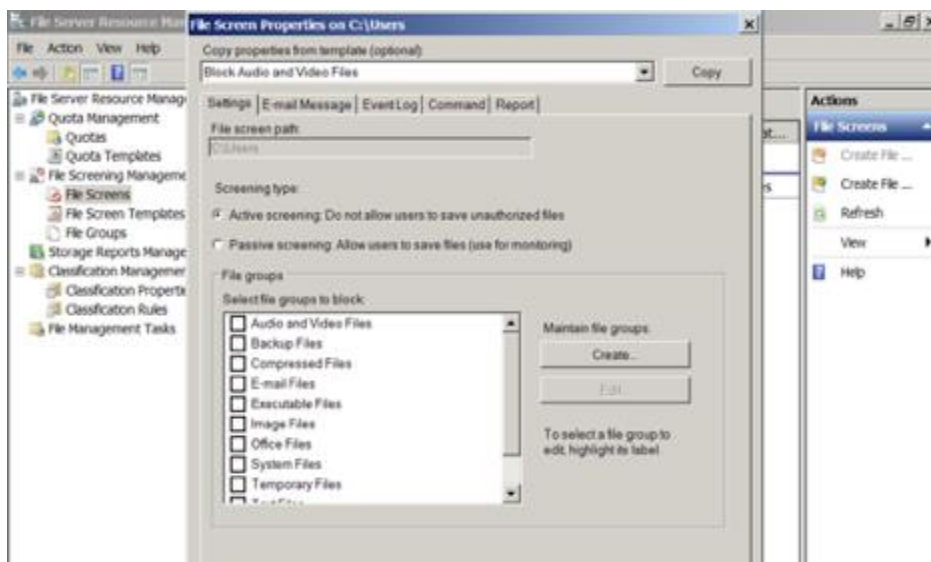 File Server Resource Man
File Screen Properties on C:\Users
File Action View Help
Copy properties from template (optional):
Block Audio and Video Files
Copy
File Server Resource Manag
Quota Management
Quotas
Quota Templates
File Screening Manageme
File Screens
File Screen Templates
File Groups
Storage Reports Manage
Classification Managemer
Classification Properti
Classification Rules
File Management Tasks
Settings E-mail Message Event Log Command Report
File screen path:
C:\Users
Screening type:
Active screening: Do not allow users to save unauthorized files
Passive screening: Allow users to save files (use for monitoring)
File groups
Select file groups to block:
Audio and Video Files
Backup Files
Compressed Files
E-mail Files
Executable Files
Image Files
Office Files
System Files
Temporary Files
Text Files
Maintain file groups:
Create...
Edit...
To select a file group to
edit, highlight its label
at...
s
Actions
File Screens
Create File ...
Create File ...
Refresh
View
Help